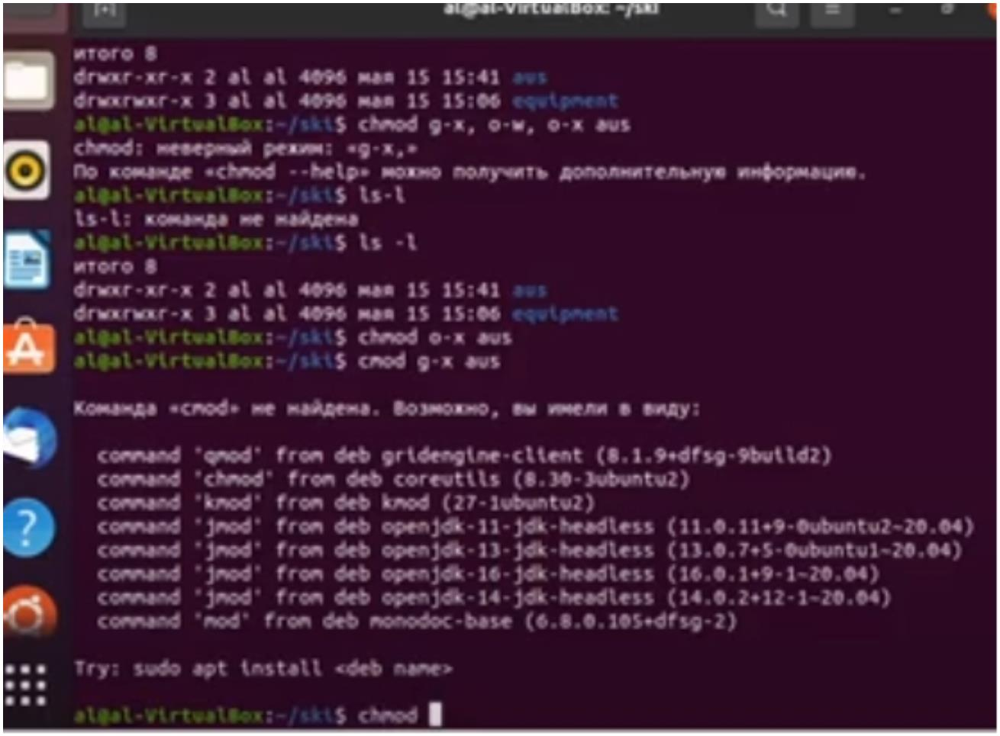 al@al-VirtualBox: ~/ski
итого 8
drwxr-xr-x 2 al al 4096 мая 15 15:41 aus
drwxrwxr-x 3 al al 4096 мая 15 15:06 equipment
al@al-VirtualBox:~/ski$ chmod g-x, o-w, o-x aus
chmod: неверный режим: «g-x,»
По команде «chmod --help» можно получить дополнительную информацию.
al@al-VirtualBox:~/ski$ ls-l
ls-l: команда не найдена
al@al-VirtualBox:~/ski$ ls -l
итого 8
drwxr-xr-x 2 al al 4096 мая 15 15:41 aus
drwxrwxr-x 3 al al 4096 мая 15 15:06 equipment
al@al-VirtualBox:~/ski$ chmod o-x aus
al@al-VirtualBox:~/ski$ cmod g-x aus
Команда «cmod» не найдена. Возможно, вы имели в виду:
command 'qmod' from deb gridengine-client (8.1.9+dfsg-9build2)
command 'chmod' from deb coreutils (8.30-3ubuntu2)
command 'kmod' from deb kmod (27-1ubuntu2)
command 'jmod' from deb openjdk-11-jdk-headless (11.0.11+9-0ubuntu2~20.04)
command 'jmod' from deb openjdk-13-jdk-headless (13.0.7+5-0ubuntu1~20.04)
command 'jmod' from deb openjdk-16-jdk-headless (16.0.1+9-1~20.04)
command 'jmod' from deb openjdk-14-jdk-headless (14.0.2+12-1~20.04)
command 'mod' from deb monodoc-base (6.8.0.105+dfsg-2)
Try: sudo apt install <deb name>
al@al-VirtualBox:~/ski$ chmod